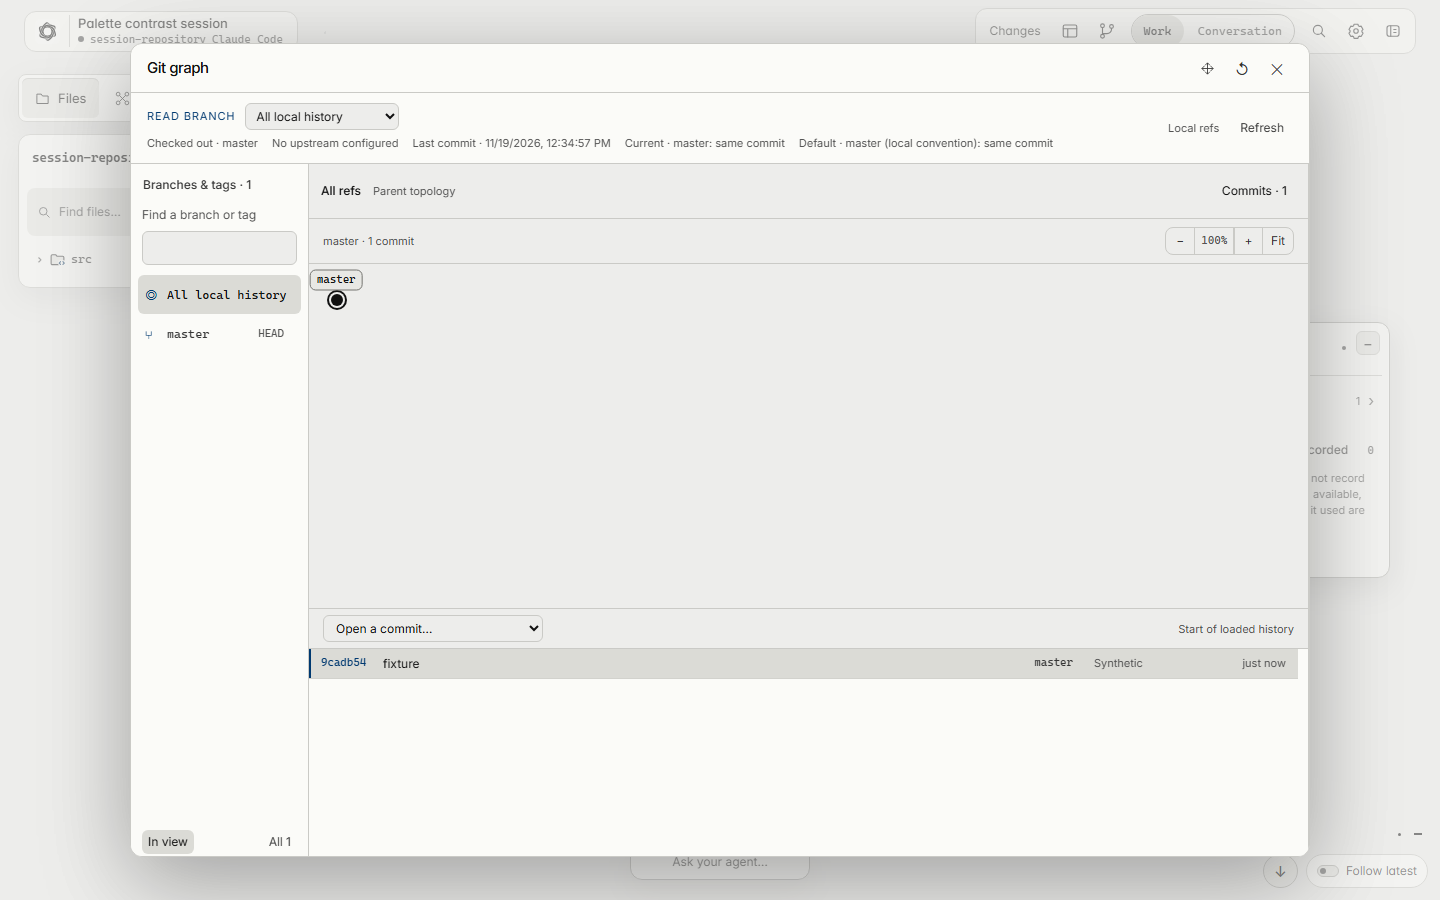 Palette contrast session
session-repository Claude Code
Changes
Work
Conversation
Files
Git graph
READ BRANCH
All local history
Local refs
Refresh
Checked out · master
No upstream configured
Last commit · 11/19/2026, 12:34:57 PM
Current · master: same commit
Default · master (local convention): same commit
Find files...
src
Branches & tags · 1
Find a branch or tag
All local history
master
HEAD
In view
All 1
All refs
Parent topology
Commits · 1
master · 1 commit
−
100%
+
Fit
master
Open a commit...
Start of loaded history
9cadb54
fixture
master
Synthetic
just now
1
0
not record
available,
it used are
Ask your agent...
Follow latest